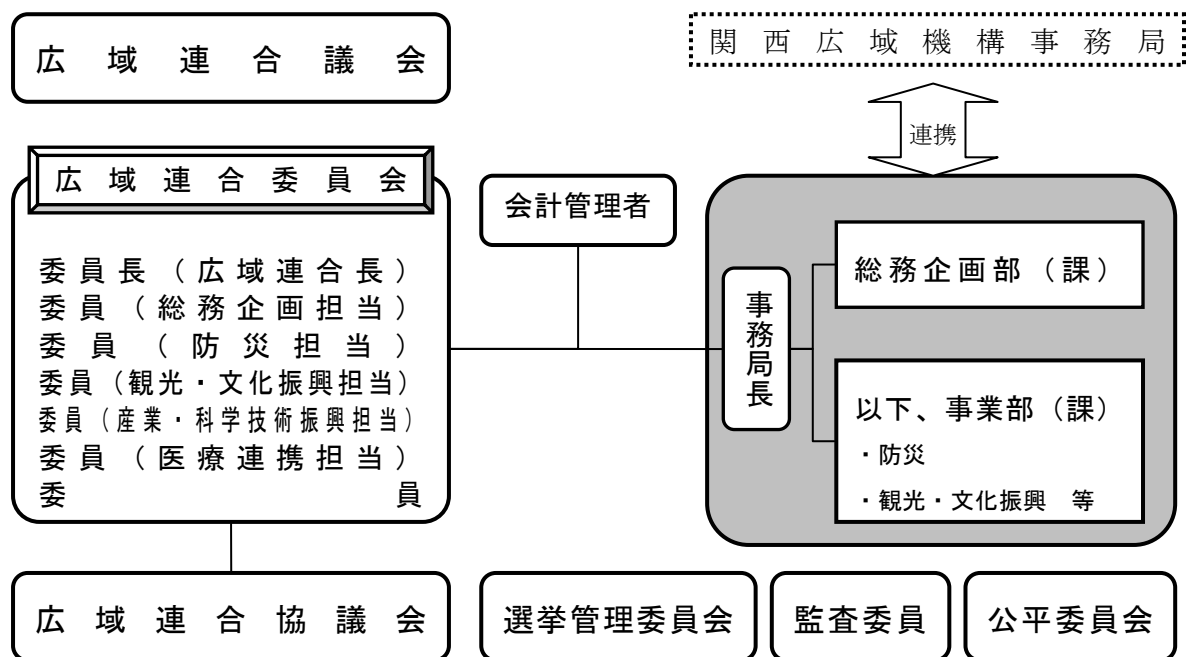 広域連合議会
関西広域機構事務局
連携
広域連合委員会
委員長（広域連合長）
委員（総務企画担当）
委員（防災担当）
委員（観光・文化振興担当）
委員（産業・科学技術振興担当）
委員（医療連携担当）
委員
会計管理者
事務局長
総務企画部（課）
以下、事業部（課）
・防災
・観光・文化振興　等
広域連合協議会
選挙管理委員会
監査委員
公平委員会